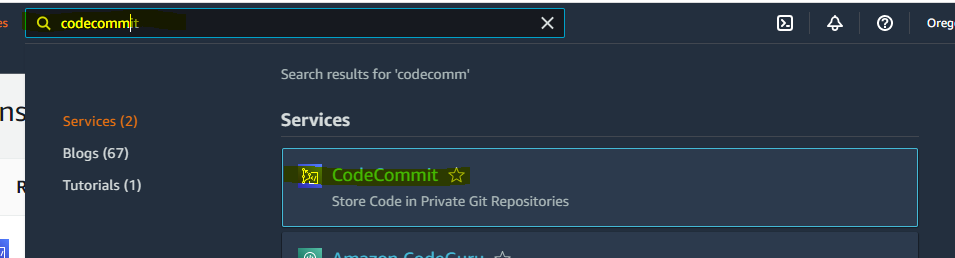 es
codecommit
Oreg
Search results for 'codecomm'
ns
Services (2)
Services
Blogs (67)
R
CodeCommit
Tutorials (1)
Store Code in Private Git Repositories
Amazon CodeGuru